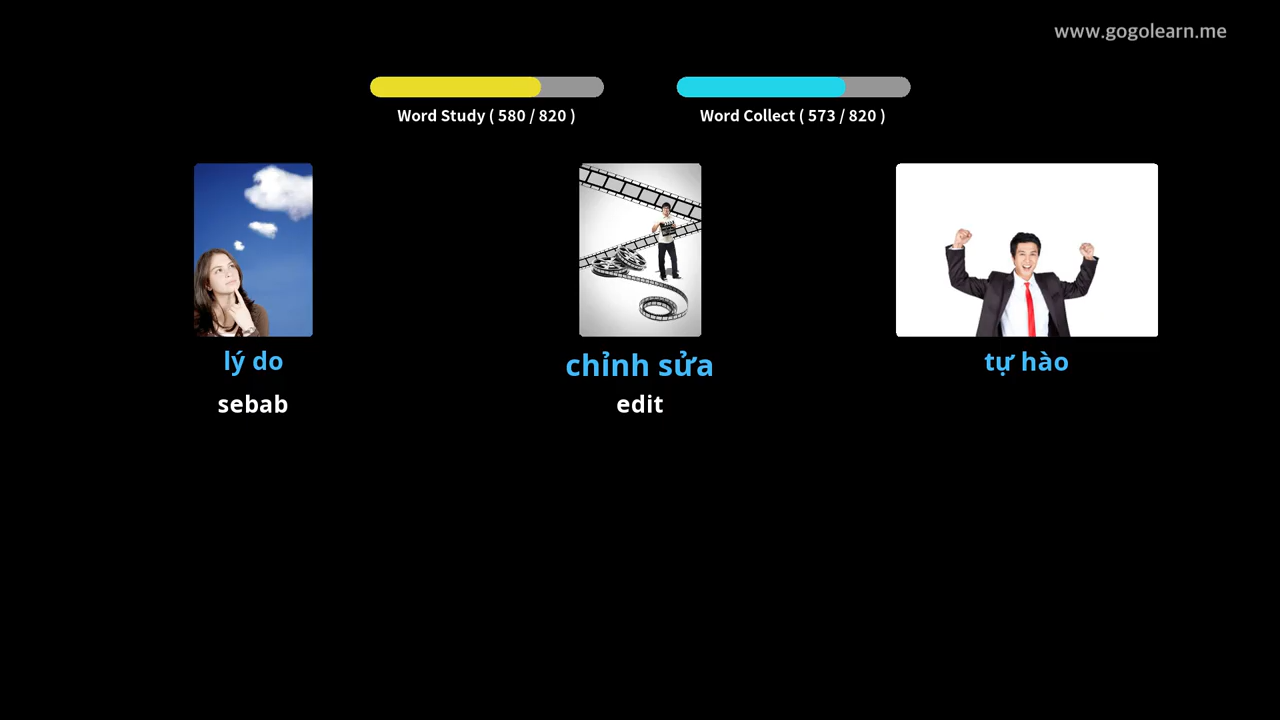 www.gogolearn.me
Word Study ( 580 / 820 )
Word Collect ( 573 / 820 )
lý do
chỉnh sửa
tự hào
sebab
edit